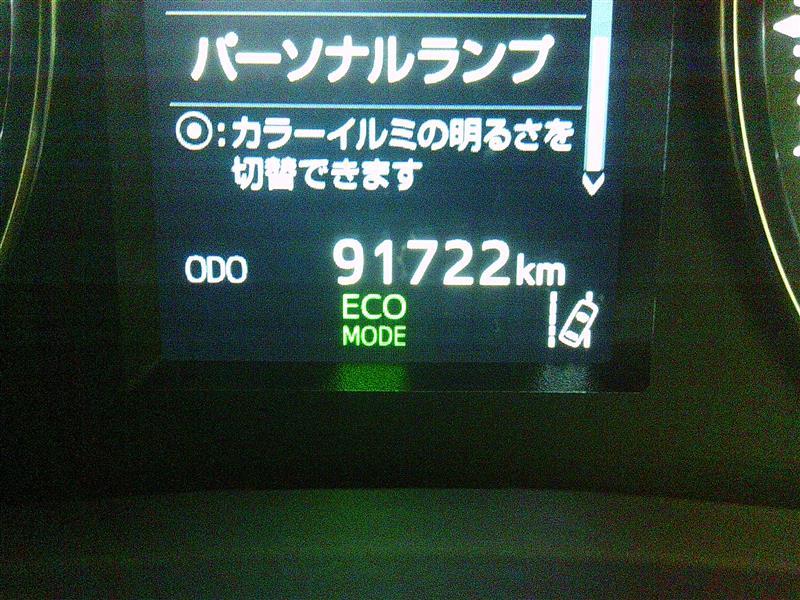 パーソナルランプ
◎:カラーイルミの明るさを
切替できます
ODO 91722km
ECO
MODE